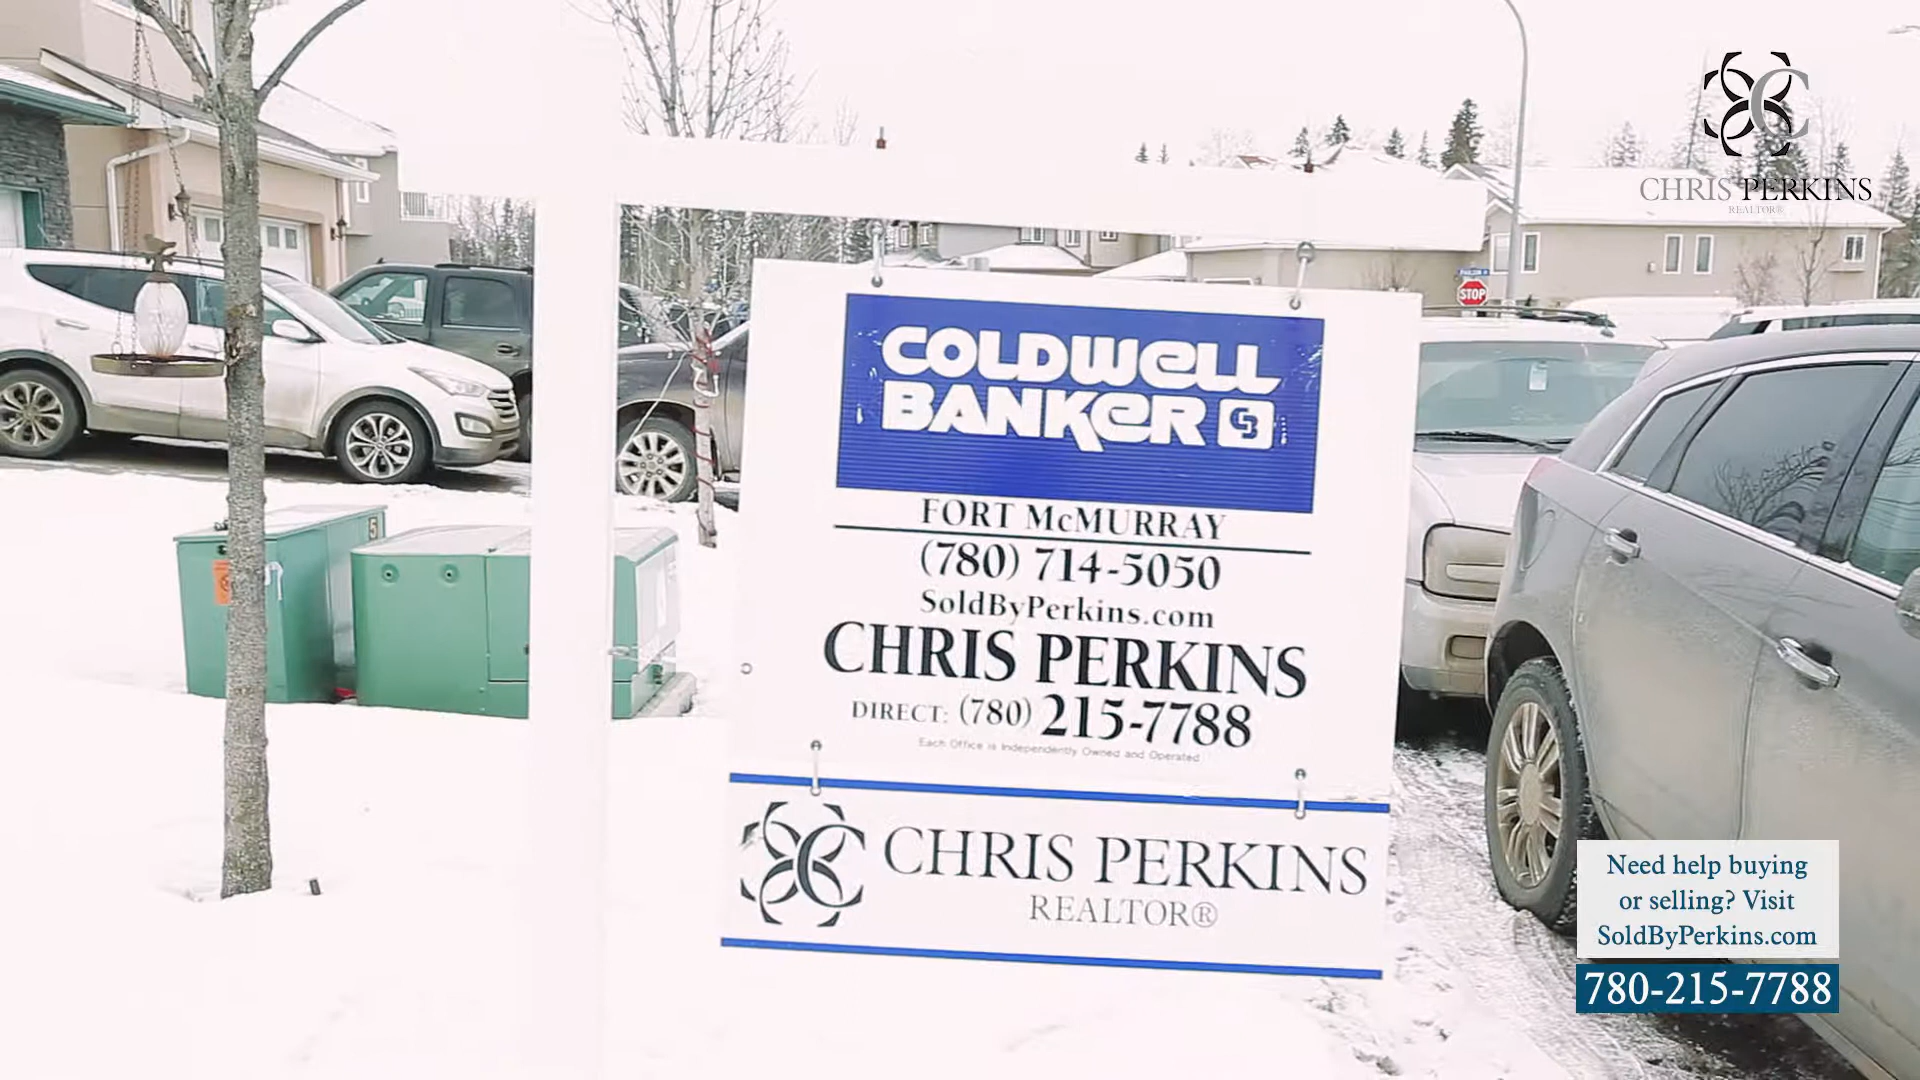 CHRIS PERKINS
REALTOR®
STOP
COLDWELL
BANKER
FORT McMURRAY
(780) 714-5050
SoldByPerkins.com
CHRIS PERKINS
DIRECT: (780) 215-7788
Each Office is Independently Owned and Operated
CHRIS PERKINS
REALTOR®
5
Need help buying
or selling? Visit
SoldByPerkins.com
780-215-7788